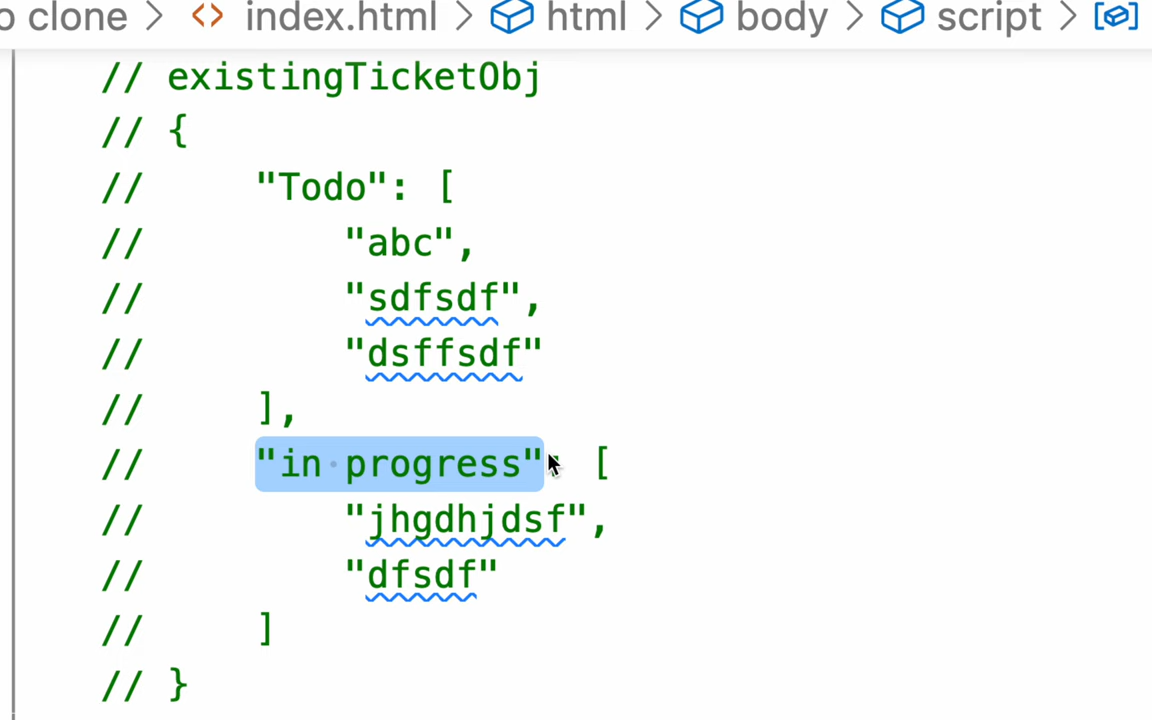 o clone > <> index.html > html > body > script >
// existingTicketObj
// {
// "Todo": [
// "abc",
// "sdfsdf",
// "dsffsdf"
// ],
// "in progress": [
// "jhgdhjdsf",
// "dfsdf"
// ]
// }